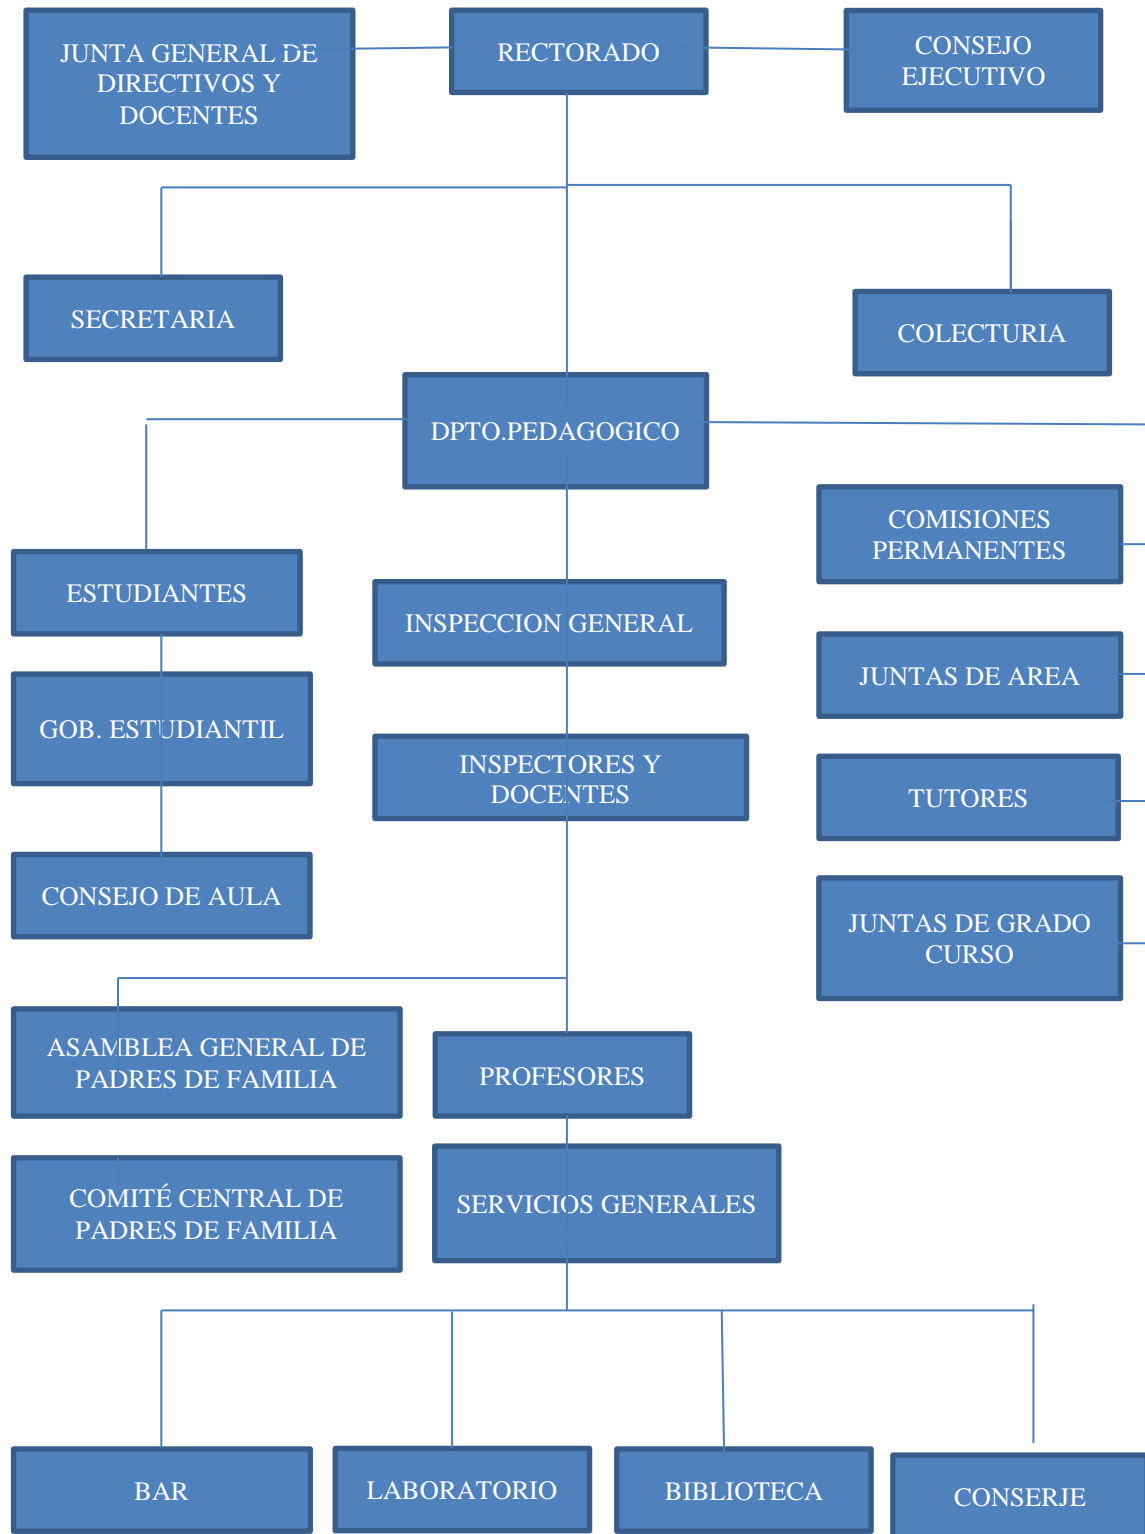 JUNTA GENERAL DE
DIRECTIVOS Y
DOCENTES
RECTORADO
CONSEJO
EJECUTIVO
SECRETARIA
COLECTURIA
DPTO.PEDAGOGICO
COMISIONES
PERMANENTES
ESTUDIANTES
INSPECCION GENERAL
JUNTAS DE AREA
GOB. ESTUDIANTIL
INSPECTORES Y
DOCENTES
TUTORES
CONSEJO DE AULA
JUNTAS DE GRADO
CURSO
ASAMBLEA GENERAL DE
PADRES DE FAMILIA
PROFESORES
COMITÉ CENTRAL DE
PADRES DE FAMILIA
SERVICIOS GENERALES
BAR
LABORATORIO
BIBLIOTECA
CONSERJE